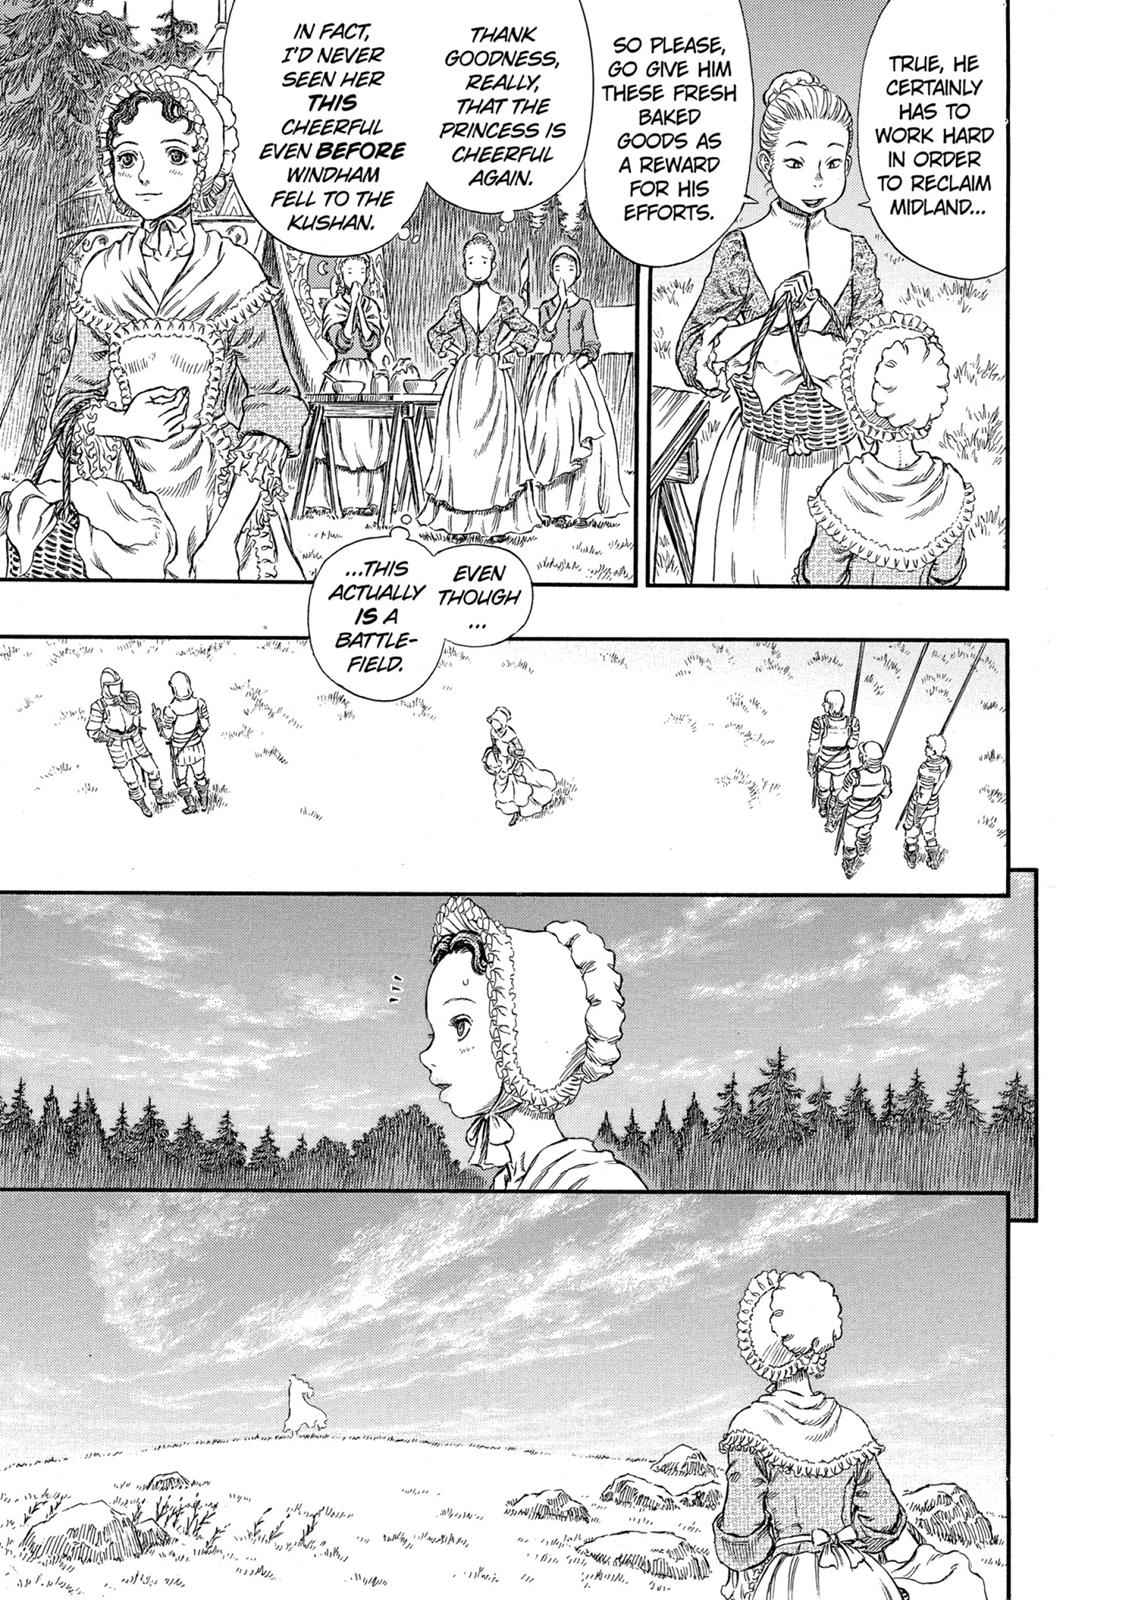 TRUE, HE
CERTAINLY
HAS TO
WORK HARD
IN ORDER
TO RECLAIM
MIDLAND...
SO PLEASE,
GO GIVE HIM
THESE FRESH
BAKED
GOODS AS
A REWARD
FOR HIS
EFFORTS.
THANK
GOODNESS,
REALLY,
THAT THE
PRINCESS IS
CHEERFUL
AGAIN.
IN FACT,
I'D NEVER
SEEN HER
THIS
CHEERFUL
EVEN BEFORE
WINDHAM
FELL TO THE
KUSHAN.
EVEN
THOUGH
...
...THIS
ACTUALLY
IS A
BATTLE-
FIELD.